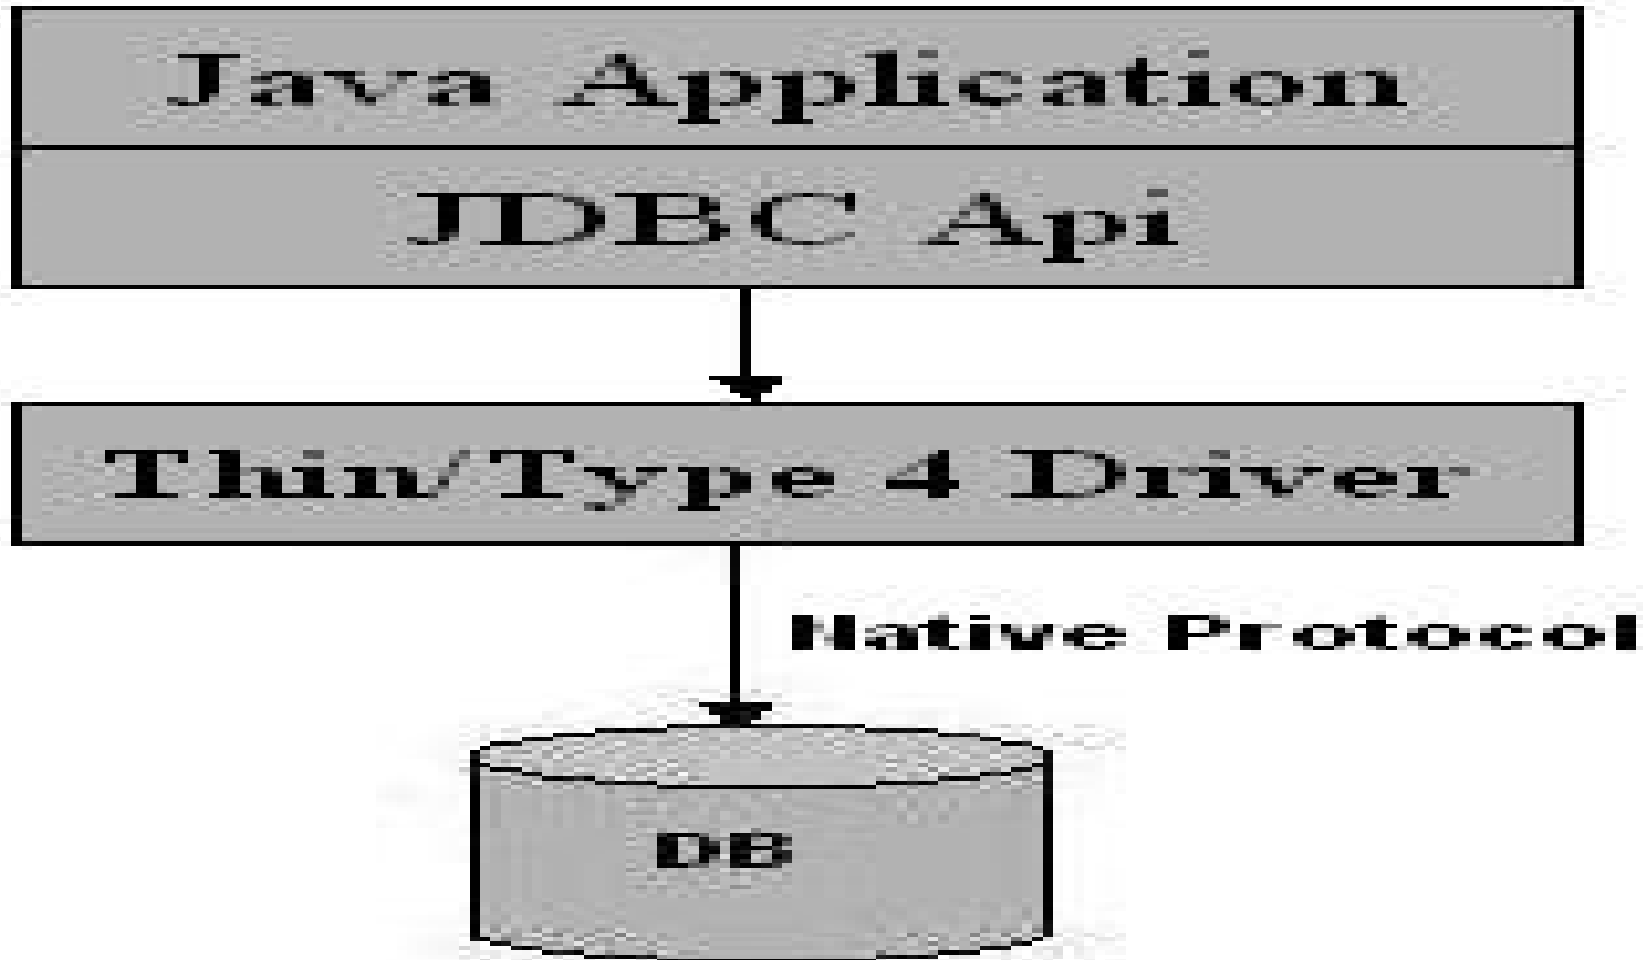 Java Application
JDBC Api
Thin/Type 4 Driver
Native Protocol
DB